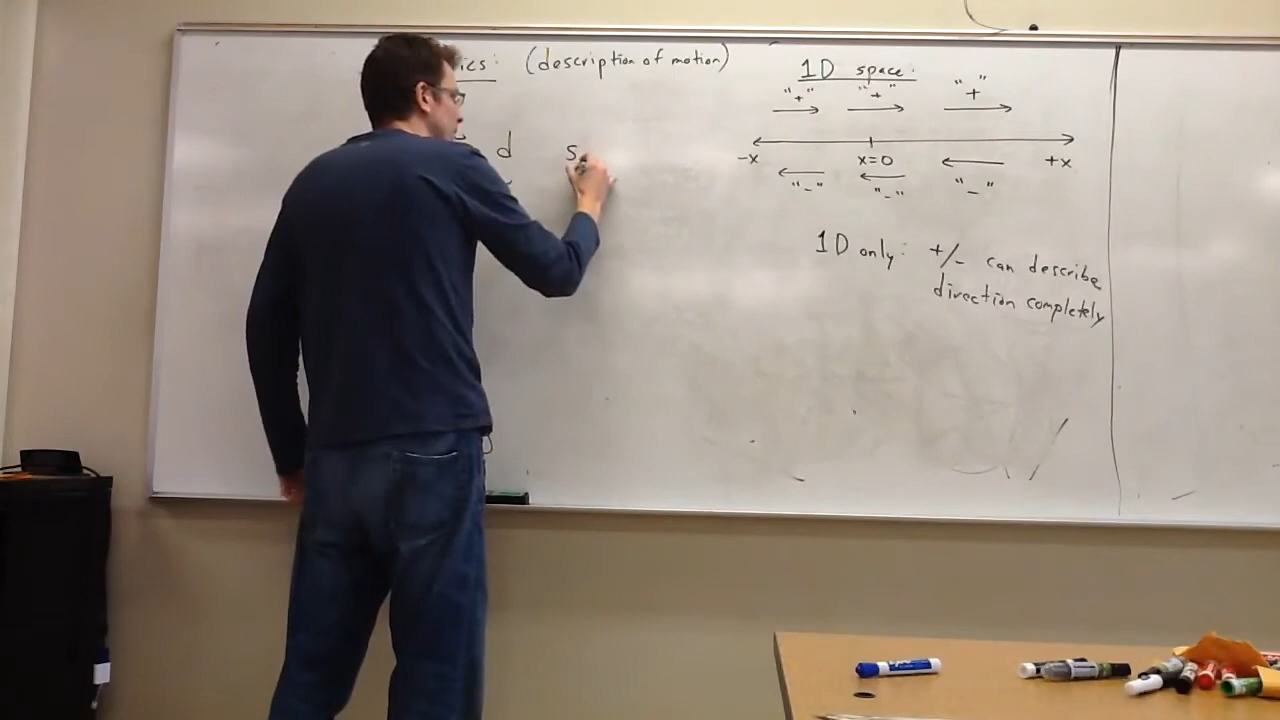 ics: (description of motion)
d s
1D space:
"+" "+" "+"
-x x=0 +x
"-" "-" "-"
1D only: +/- can describe
direction completely